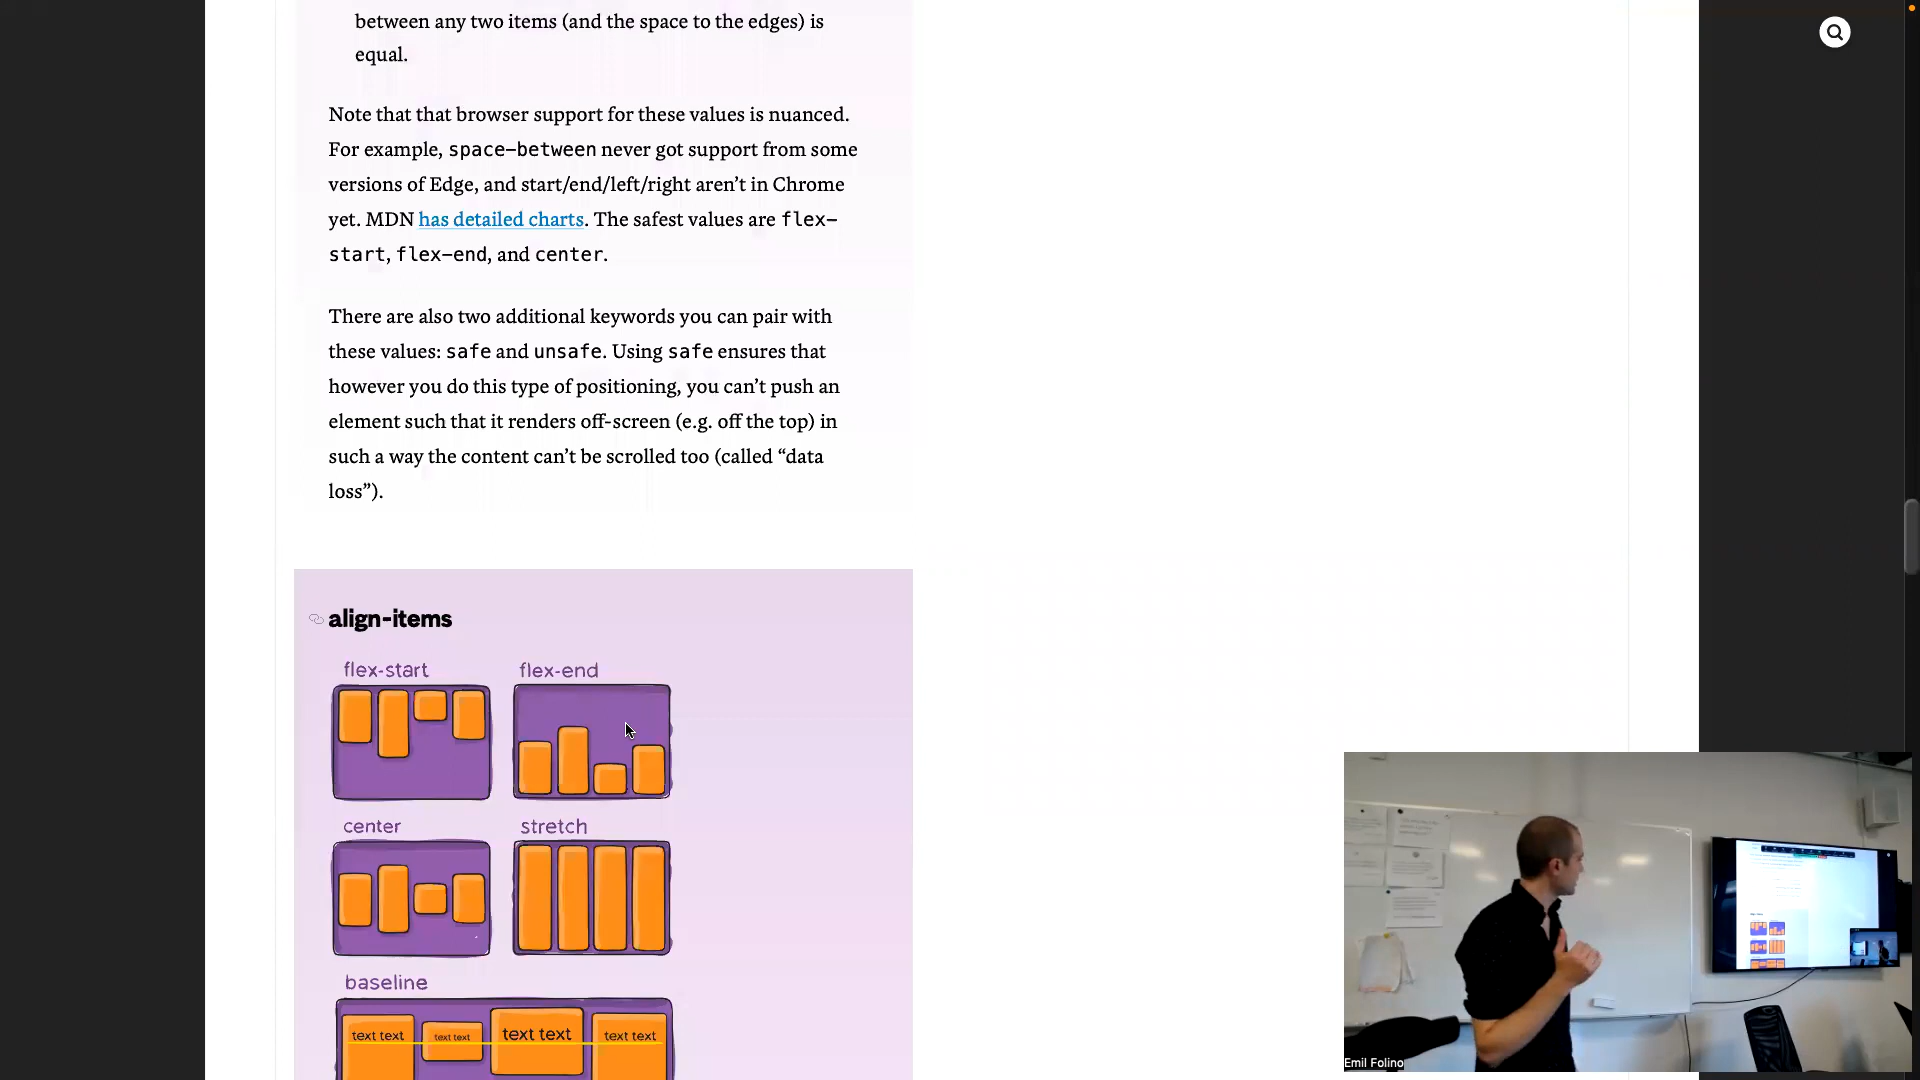 between any two items (and the space to the edges) is
equal.
Note that that browser support for these values is nuanced.
For example, space-between never got support from some
versions of Edge, and start/end/left/right aren’t in Chrome
yet. MDN has detailed charts. The safest values are flex-
start, flex-end, and center.
There are also two additional keywords you can pair with
these values: safe and unsafe. Using safe ensures that
however you do this type of positioning, you can’t push an
element such that it renders off-screen (e.g. off the top) in
such a way the content can’t be scrolled too (called “data
loss”).
align-items
flex-start
flex-end
center
stretch
baseline
text text
text text
text text
text text
Emil Folino